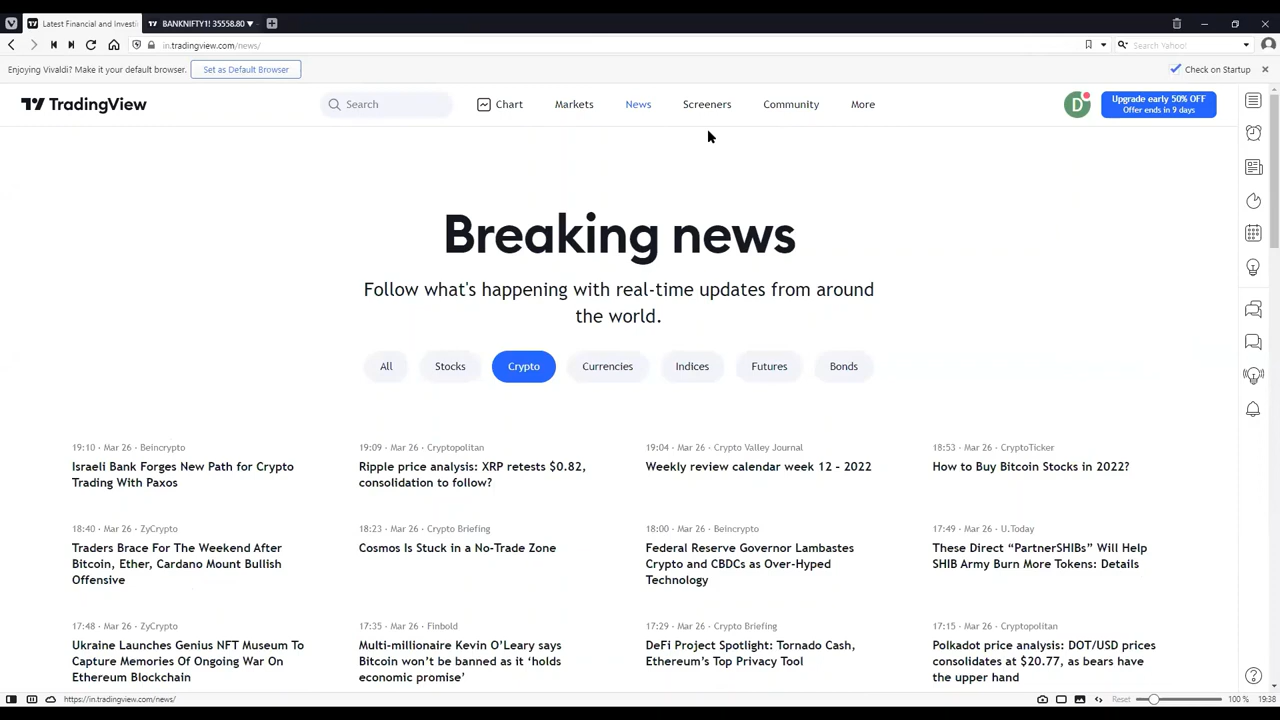 Latest Financial and Investi
BANKNIFTY1! 35558.80 ▼
in.tradingview.com/news/
Search Yahoo!
Enjoying Vivaldi? Make it your default browser.
Set as Default Browser
Check on Startup
TradingView
Search
Chart
Markets
News
Screeners
Community
More
D
Upgrade early 50% OFF
Offer ends in 9 days
Breaking news
Follow what's happening with real-time updates from around
the world.
All
Stocks
Crypto
Currencies
Indices
Futures
Bonds
19:10 · Mar 26 · Beincrypto
Israeli Bank Forges New Path for Crypto
Trading With Paxos
19:09 · Mar 26 · Cryptopolitan
Ripple price analysis: XRP retests $0.82,
consolidation to follow?
19:04 · Mar 26 · Crypto Valley Journal
Weekly review calendar week 12 – 2022
18:53 · Mar 26 · CryptoTicker
How to Buy Bitcoin Stocks in 2022?
18:40 · Mar 26 · ZyCrypto
Traders Brace For The Weekend After
Bitcoin, Ether, Cardano Mount Bullish
Offensive
18:23 · Mar 26 · Crypto Briefing
Cosmos Is Stuck in a No-Trade Zone
18:00 · Mar 26 · Beincrypto
Federal Reserve Governor Lambastes
Crypto and CBDCs as Over-Hyped
Technology
17:49 · Mar 26 · U.Today
These Direct “PartnerSHIBs” Will Help
SHIB Army Burn More Tokens: Details
17:48 · Mar 26 · ZyCrypto
Ukraine Launches Genius NFT Museum To
Capture Memories Of Ongoing War On
Ethereum Blockchain
17:35 · Mar 26 · Finbold
Multi-millionaire Kevin O’Leary says
Bitcoin won’t be banned as it ‘holds
economic promise’
17:29 · Mar 26 · Crypto Briefing
DeFi Project Spotlight: Tornado Cash,
Ethereum’s Top Privacy Tool
17:15 · Mar 26 · Cryptopolitan
Polkadot price analysis: DOT/USD prices
consolidates at $20.77, as bears have
the upper hand
https://in.tradingview.com/news/
Reset
100 %
19:38